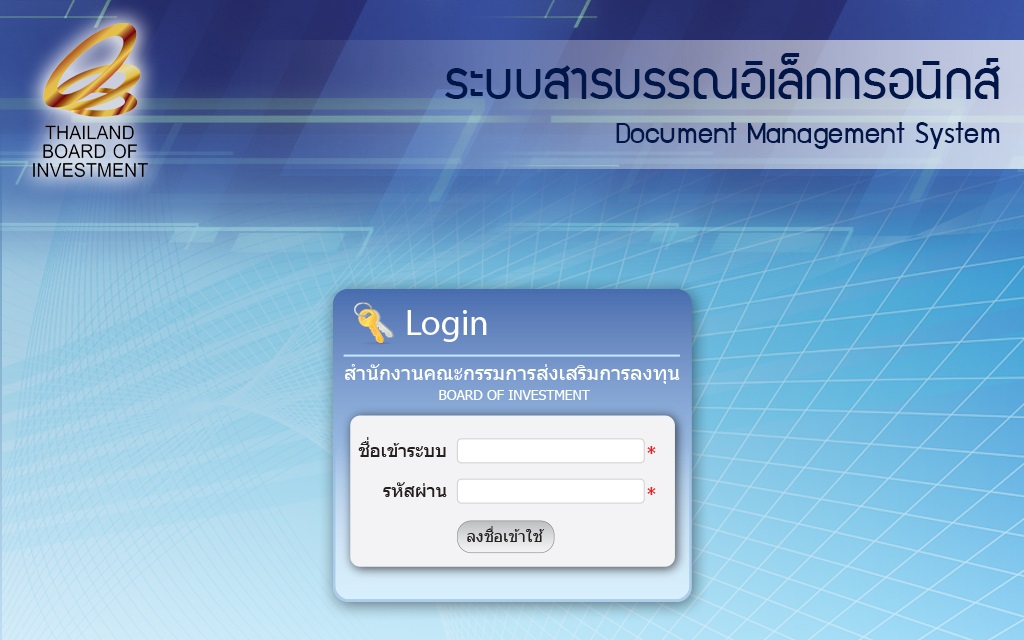 THAILAND
BOARD OF
INVESTMENT
ระบบสารบรรณอิเล็กทรอนิกส์
Document Management System
Login
สำนักงานคณะกรรมการส่งเสริมการลงทุน
BOARD OF INVESTMENT
ชื่อเข้าระบบ *
รหัสผ่าน *
ลงชื่อเข้าใช้